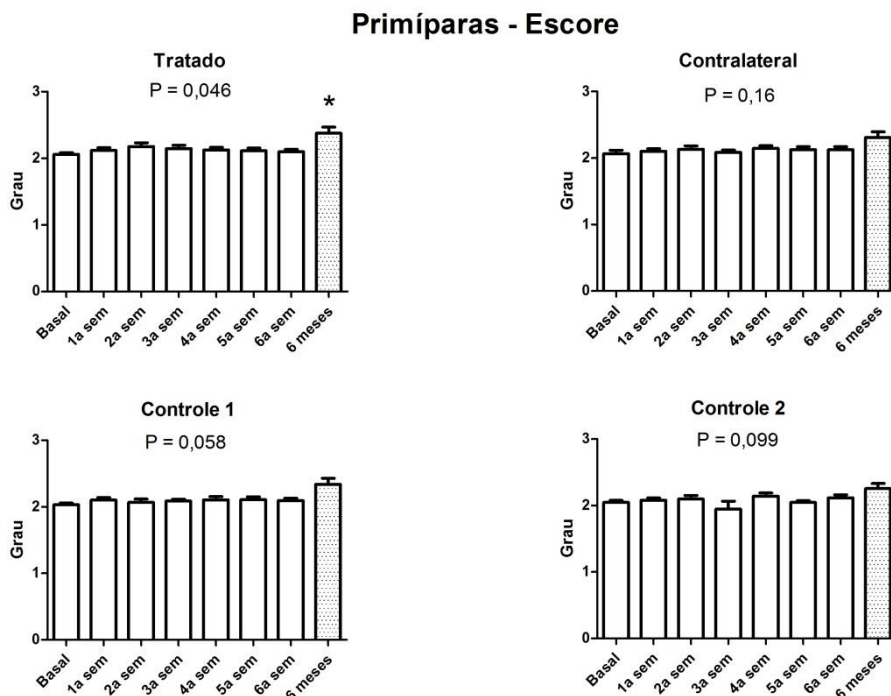 Primíparas - Escore
Tratado
P = 0,046
*
3
2
1
0
Grau
Basal
1a sem
2a sem
3a sem
4a sem
5a sem
6a sem
6 meses
Contralateral
P = 0,16
3
2
1
0
Grau
Basal
1a sem
2a sem
3a sem
4a sem
5a sem
6a sem
6 meses
Controle 1
P = 0,058
3
2
1
0
Grau
Basal
1a sem
2a sem
3a sem
4a sem
5a sem
6a sem
6 meses
Controle 2
P = 0,099
3
2
1
0
Grau
Basal
1a sem
2a sem
3a sem
4a sem
5a sem
6a sem
6 meses